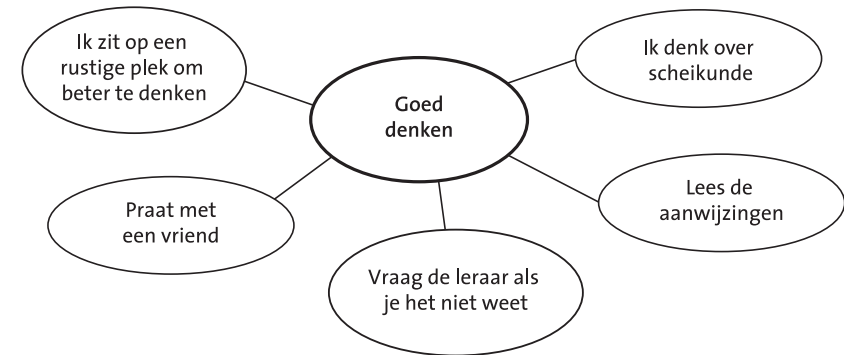 Ik zit op een
rustige plek om
beter te denken
Ik denk over
scheikunde
Goed
denken
Praat met
een vriend
Lees de
aanwijzingen
Vraag de leraar als
je het niet weet